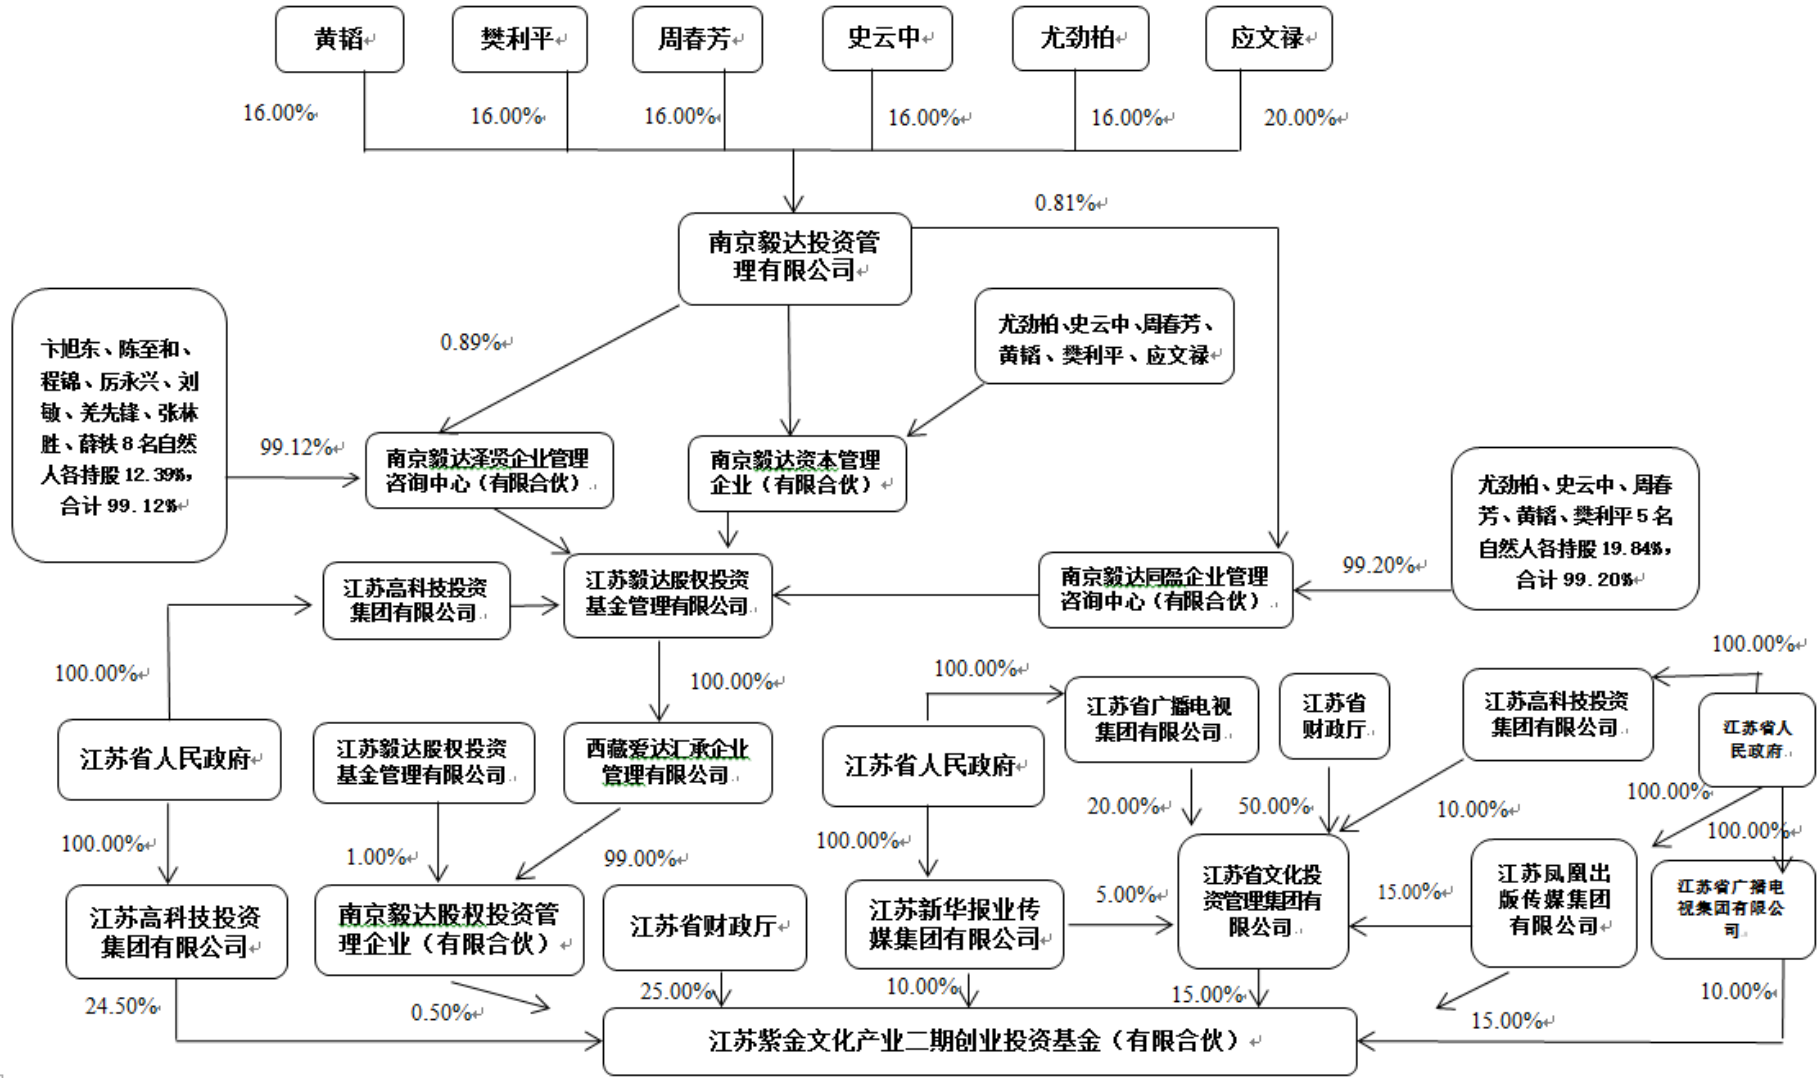 黄韬
樊利平
周春芳
史云中
尤劲柏
应文禄
16.00%
16.00%
16.00%
16.00%
16.00%
20.00%
0.81%
南京毅达投资管
理有限公司
尤劲柏、史云中、周春芳、
黄韬、樊利平、应文禄
0.89%
卞旭东、陈至和、
程锦、厉永兴、刘
敏、羌先锋、张林
胜、薛轶 8 名自然
人各持股 12.39%，
合计 99.12%
99.12%
南京毅达泽贤企业管理
咨询中心（有限合伙）
南京毅达资本管理
企业（有限合伙）
尤劲柏、史云中、周春
芳、黄韬、樊利平 5 名
自然人各持股 19.84%，
合计 99.20%
99.20%
江苏高科技投资
集团有限公司
江苏毅达股权投资
基金管理有限公司
南京毅达同盈企业管理
咨询中心（有限合伙）
100.00%
100.00%
100.00%
100.00%
江苏省人民政府
江苏毅达股权投资
基金管理有限公司
西藏爱达汇承企业
管理有限公司
江苏省人民政府
江苏省广播电视
集团有限公司
江苏省
财政厅
江苏高科技投资
集团有限公司
江苏省人
民政府
100.00%
1.00%
99.00%
100.00%
20.00%
50.00%
10.00%
100.00%
100.00%
江苏高科技投资
集团有限公司
南京毅达股权投资管
理企业（有限合伙）
江苏省财政厅
江苏新华报业传
媒集团有限公司
5.00%
江苏省文化投
资管理集团有
限公司
15.00%
江苏凤凰出
版传媒集团
有限公司
江苏省广播电
视集团有限公
司
24.50%
0.50%
25.00%
10.00%
15.00%
15.00%
10.00%
江苏紫金文化产业二期创业投资基金（有限合伙）